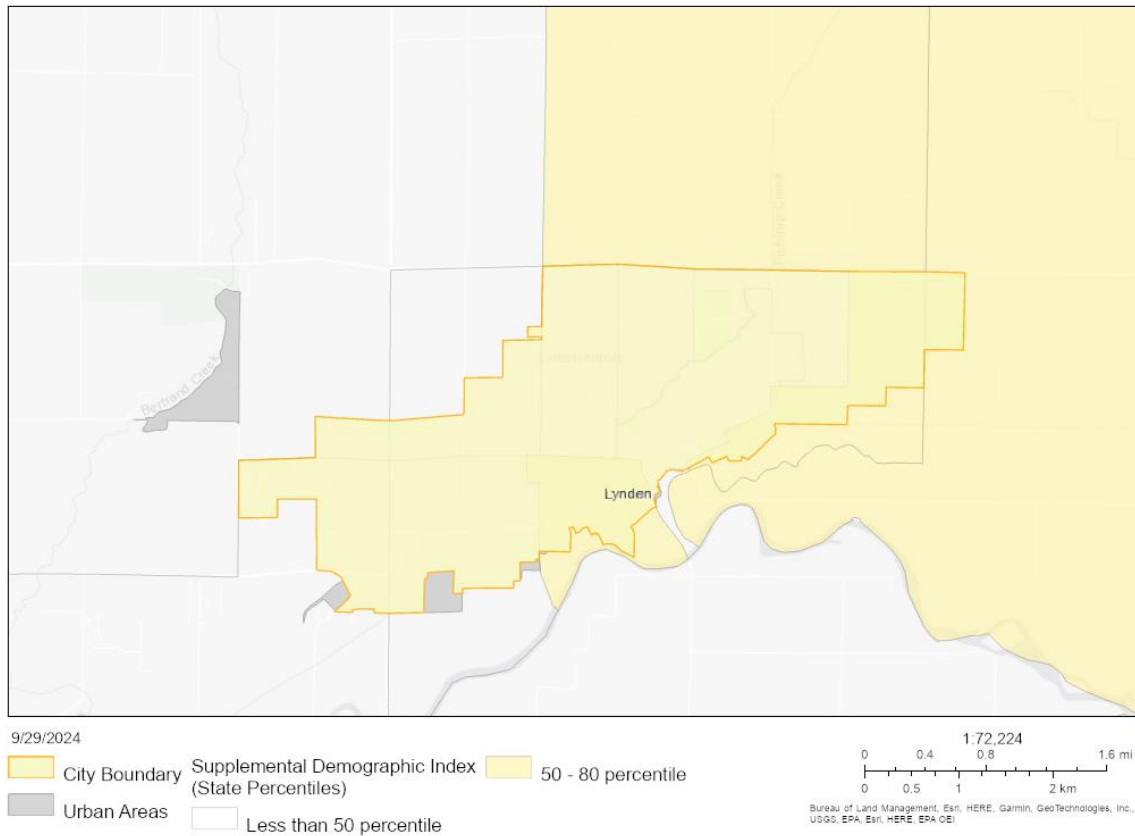 Fishtrap Creek
Bertrand Creek
Lynden
9/29/2024
1:72,224
City Boundary
Urban Areas
Supplemental Demographic Index
(State Percentiles)
Less than 50 percentile
50 - 80 percentile
0 0.4 0.8 1.6 mi
0 0.5 1 2 km
Bureau of Land Management, Esri, HERE, Garmin, GeoTechnologies, Inc.,
USGS, EPA, Esri, HERE, EPA OEI